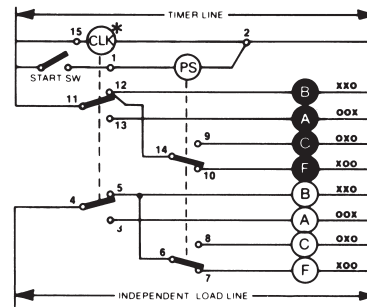 TIMER LINE
15 CLK * 2
1 PS
START SW
12 B XXO
11
13 A OOX
9 C OXO
14
10 F XOO
5 B XXO
4
3 A OOX
8 C OXO
6
7 F XOO
INDEPENDENT LOAD LINE